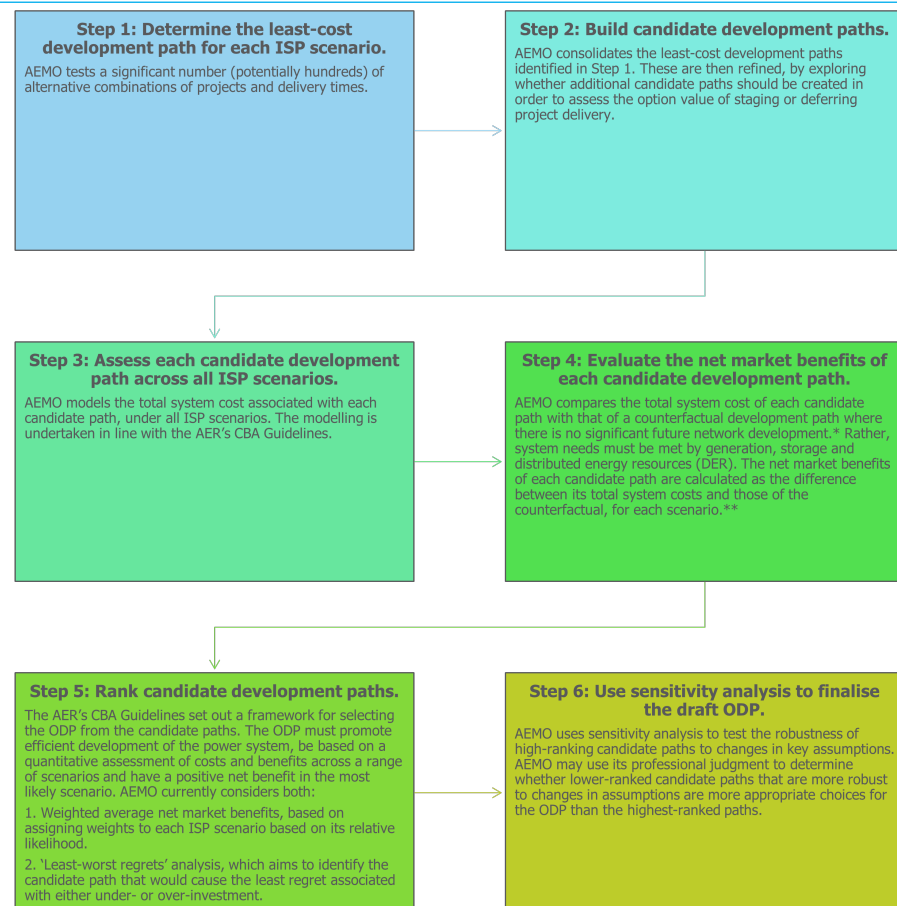 Step 1: Determine the least-cost
development path for each ISP scenario.
AEMO tests a significant number (potentially hundreds) of
alternative combinations of projects and delivery times.
Step 2: Build candidate development paths.
AEMO consolidates the least-cost development paths
identified in Step 1. These are then refined, by exploring
whether additional candidate paths should be created in
order to assess the option value of staging or deferring
project delivery.
Step 3: Assess each candidate development
path across all ISP scenarios.
AEMO models the total system cost associated with each
candidate path, under all ISP scenarios. The modelling is
undertaken in line with the AER’s CBA Guidelines.
Step 4: Evaluate the net market benefits of
each candidate development path.
AEMO compares the total system cost of each candidate
path with that of a counterfactual development path where
there is no significant future network development.* Rather,
system needs must be met by generation, storage and
distributed energy resources (DER). The net market benefits
of each candidate path are calculated as the difference
between its total system costs and those of the
counterfactual, for each scenario.**
Step 5: Rank candidate development paths.
The AER’s CBA Guidelines set out a framework for selecting
the ODP from the candidate paths. The ODP must promote
efficient development of the power system, be based on a
quantitative assessment of costs and benefits across a range
of scenarios and have a positive net benefit in the most
likely scenario. AEMO currently considers both:
1. Weighted average net market benefits, based on
assigning weights to each ISP scenario based on its relative
likelihood.
2. ‘Least-worst regrets’ analysis, which aims to identify the
candidate path that would cause the least regret associated
with either under- or over-investment.
Step 6: Use sensitivity analysis to finalise
the draft ODP.
AEMO uses sensitivity analysis to test the robustness of
high-ranking candidate paths to changes in key assumptions.
AEMO may use its professional judgment to determine
whether lower-ranked candidate paths that are more robust
to changes in assumptions are more appropriate choices for
the ODP than the highest-ranked paths.